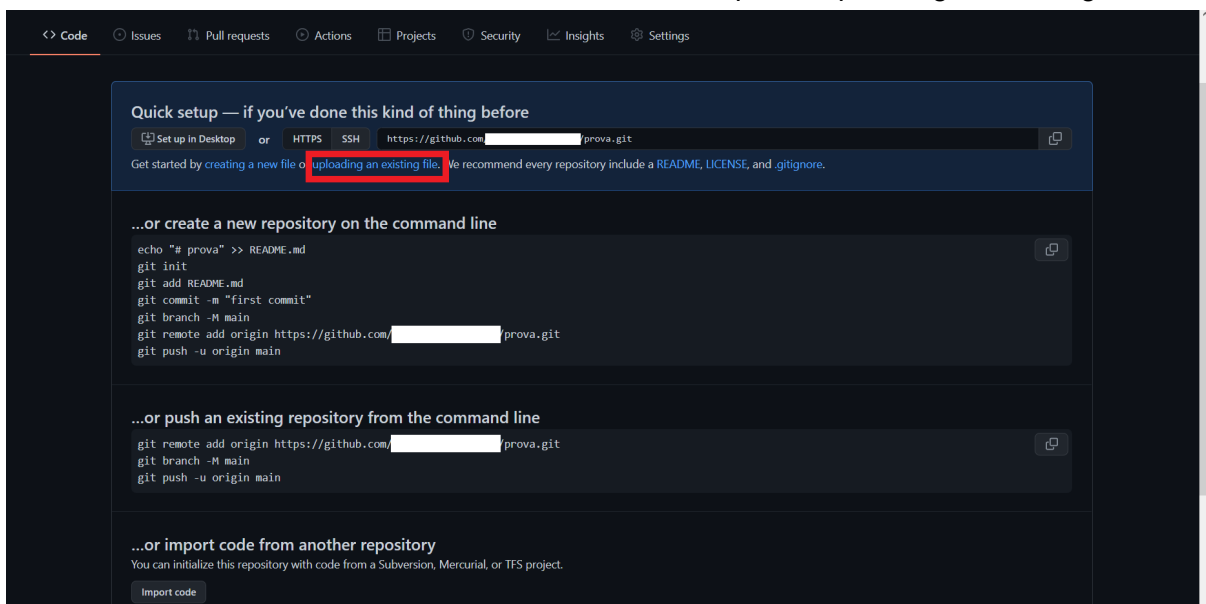 <> Code Issues Pull requests Actions Projects Security Insights Settings
Quick setup — if you've done this kind of thing before
Set up in Desktop or HTTPS SSH https://github.com/ /prova.git
Get started by creating a new file or uploading an existing file. We recommend every repository include a README, LICENSE, and .gitignore.
...or create a new repository on the command line
echo "# prova" >> README.md
git init
git add README.md
git commit -m "first commit"
git branch -M main
git remote add origin https://github.com/ /prova.git
git push -u origin main
...or push an existing repository from the command line
git remote add origin https://github.com/ /prova.git
git branch -M main
git push -u origin main
...or import code from another repository
You can initialize this repository with code from a Subversion, Mercurial, or TFS project.
Import code